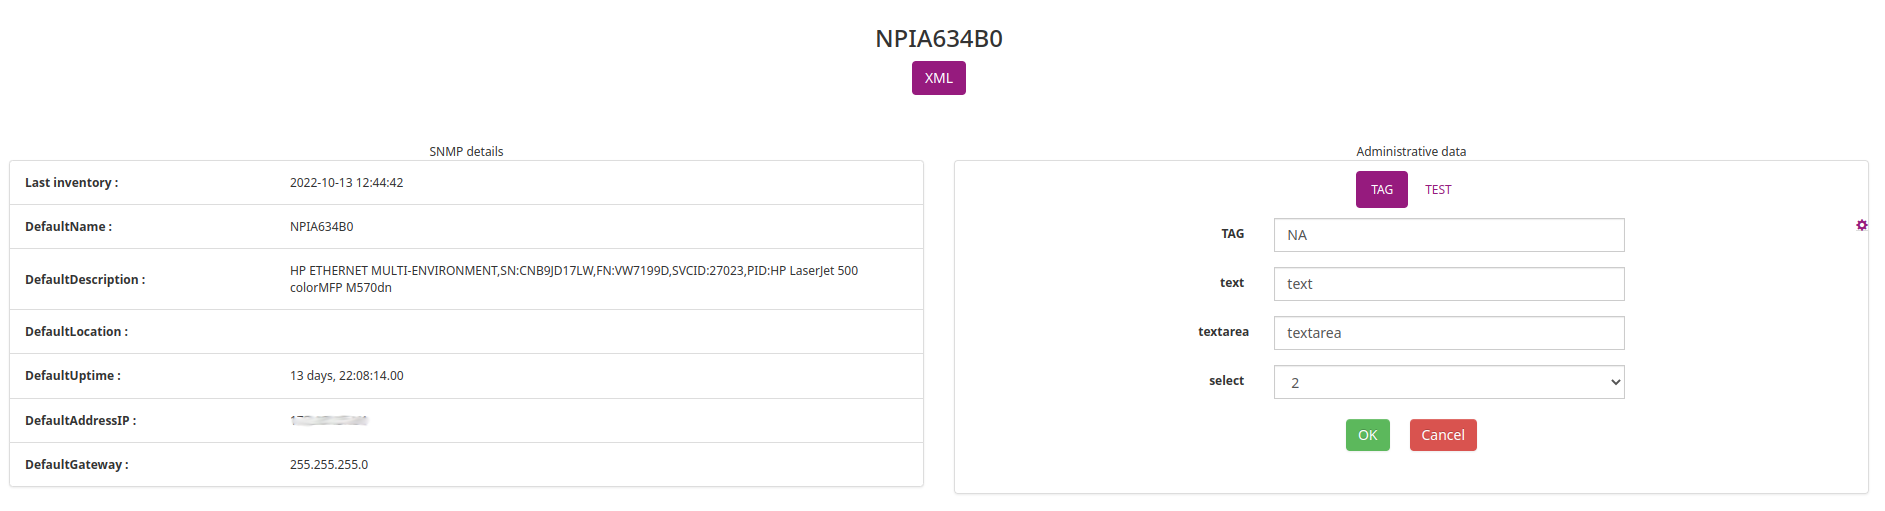 NPIA634B0
XML
SNMP details
Last inventory : 2022-10-13 12:44:42
DefaultName : NPIA634B0
DefaultDescription : HP ETHERNET MULTI-ENVIRONMENT,SN:CNB9JD17LW,FN:VW7199D,SVCID:27023,PID:HP LaserJet 500
colorMFP M570dn
DefaultLocation :
DefaultUptime : 13 days, 22:08:14.00
DefaultAddressIP :
DefaultGateway : 255.255.255.0
Administrative data
TAG TEST
TAG NA
text text
textarea textarea
select 2
OK Cancel